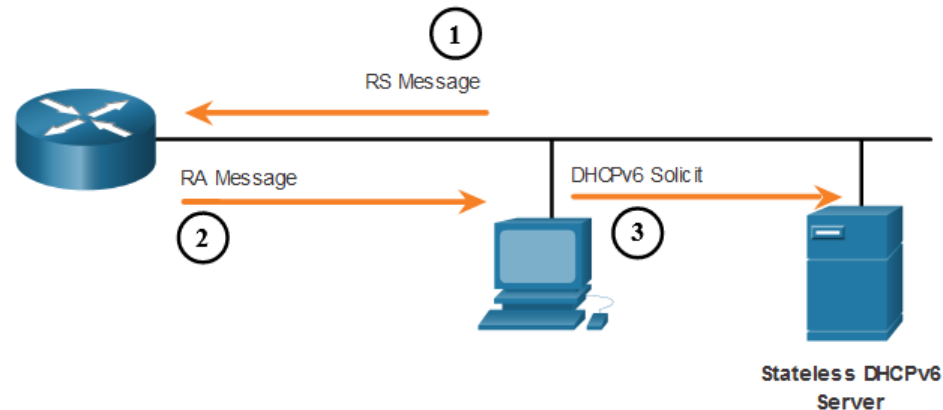 1
RS Message
RA Message
2
DHCPv6 Solicit
3
Stateless DHCPv6
Server